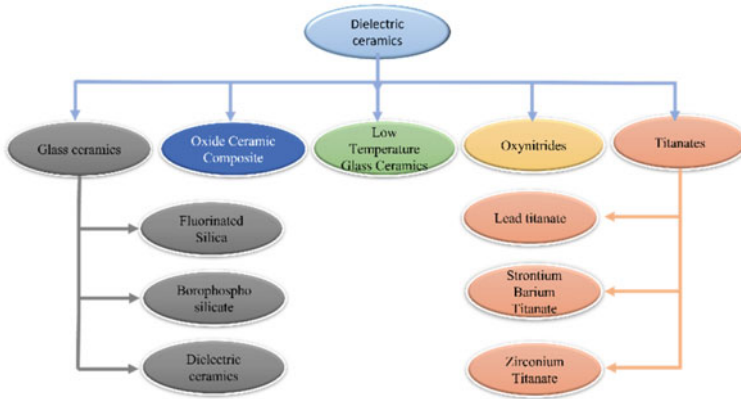 Dielectric
ceramics
Glass ceramics
Oxide Ceramic
Composite
Low
Temperature
Glass Ceramics
Oxynitrides
Titanates
Fluorinated
Silica
Borophospho
silicate
Dielectric
ceramics
Lead titanate
Strontium
Barium
Titanate
Zirconium
Titanate